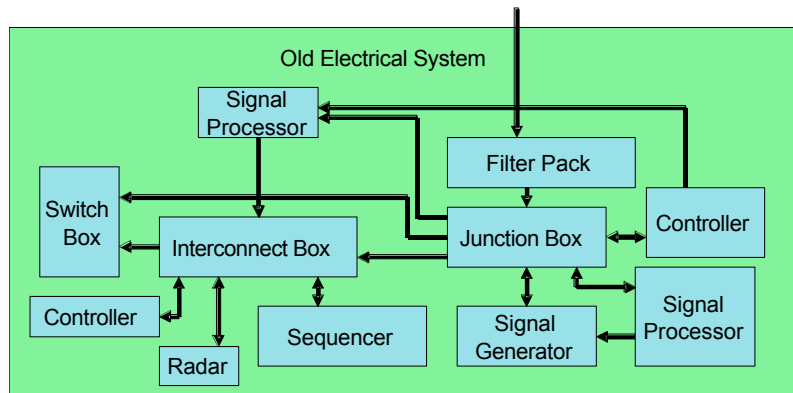 Old Electrical System
Signal
Processor
Filter Pack
Switch
Box
Interconnect Box
Junction Box
Controller
Controller
Radar
Sequencer
Signal
Generator
Signal
Processor